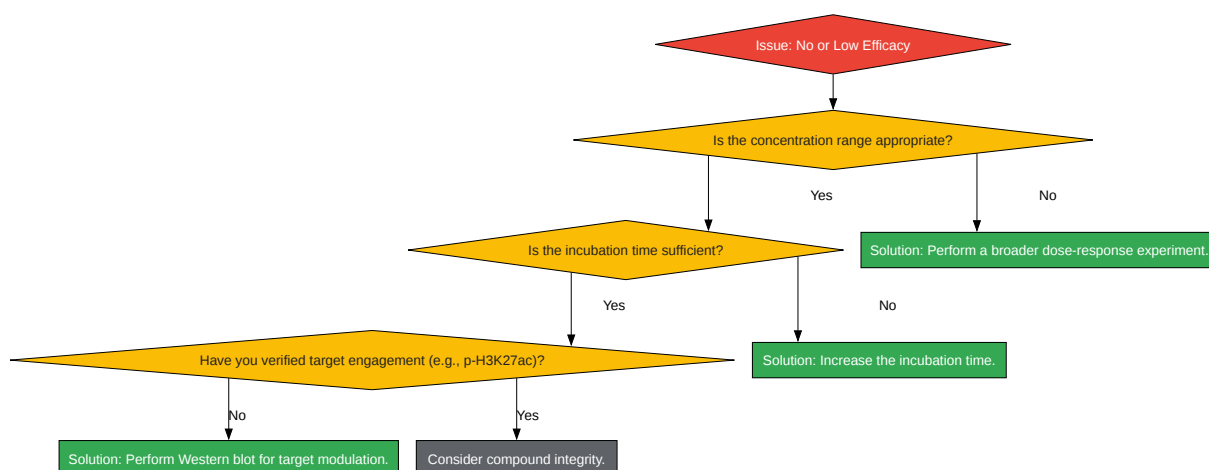 Issue: No or Low Efficacy
Is the concentration range appropriate?
Yes
No
Is the incubation time sufficient?
Solution: Perform a broader dose-response experiment.
Yes
No
Have you verified target engagement (e.g., p-H3K27ac)?
Solution: Increase the incubation time.
No
Yes
Solution: Perform Western blot for target modulation.
Consider compound integrity.